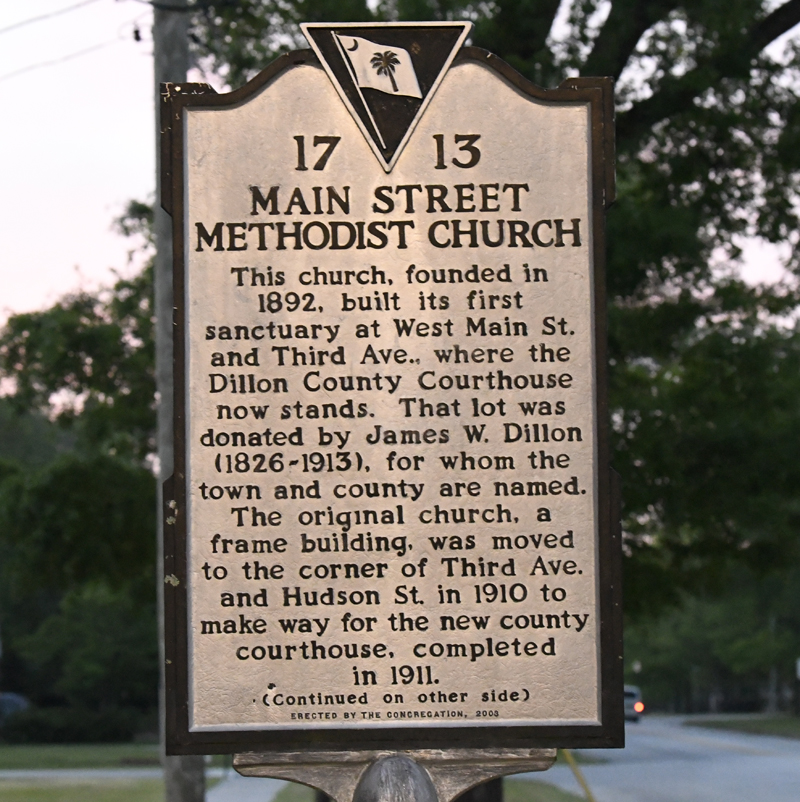 17 13
MAIN STREET
METHODIST CHURCH
This church, founded in
1892, built its first
sanctuary at West Main St.
and Third Ave., where the
Dillon County Courthouse
now stands. That lot was
donated by James W. Dillon
(1826-1913), for whom the
town and county are named.
The original church, a
frame building, was moved
to the corner of Third Ave.
and Hudson St. in 1910 to
make way for the new county
courthouse, completed
in 1911.
(Continued on other side)
ERECTED BY THE CONGREGATION, 2003